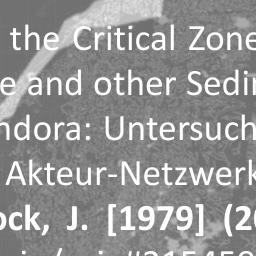 the Critical Zone
and other Sedi
ndora: Untersuch
Akteur-Netzwerk
ock, J. [1979] (20